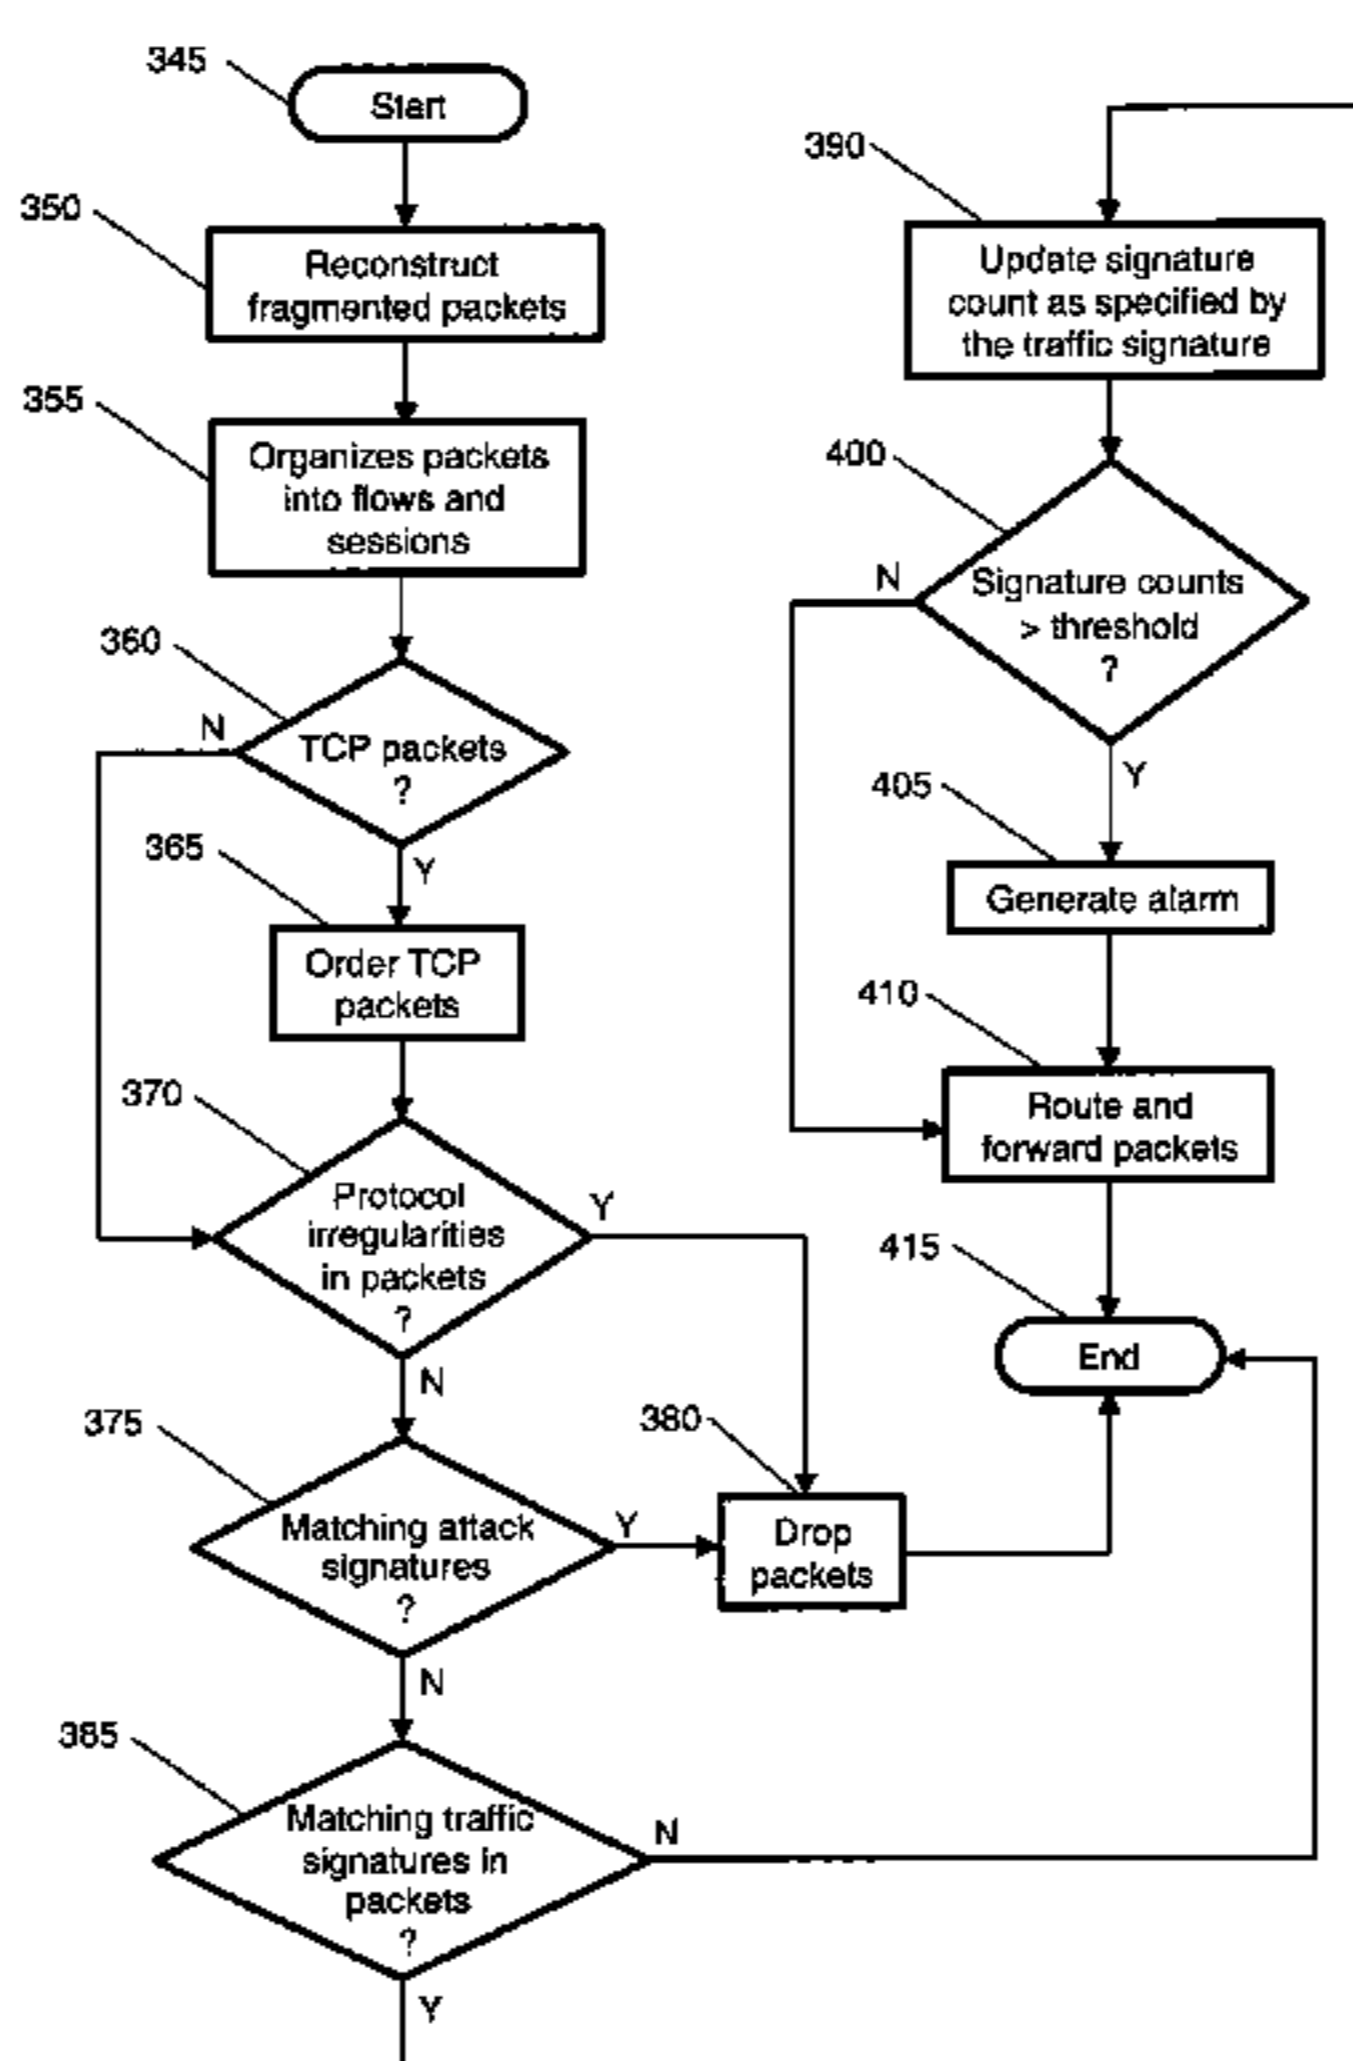 345
Start
350
Reconstruct
fragmented packets
355
Organizes packets
into flows and
sessions
360
N
TCP packets
?
Y
365
Order TCP
packets
370
Protocol
irregularities
in packets
?
Y
N
375
Matching attack
signatures
?
Y
N
380
Drop
packets
385
Matching traffic
signatures in
packets
?
N
Y
390
Update signature
count as specified by
the traffic signature
400
N
Signature counts
> threshold
?
Y
405
Generate alarm
410
Route and
forward packets
415
End